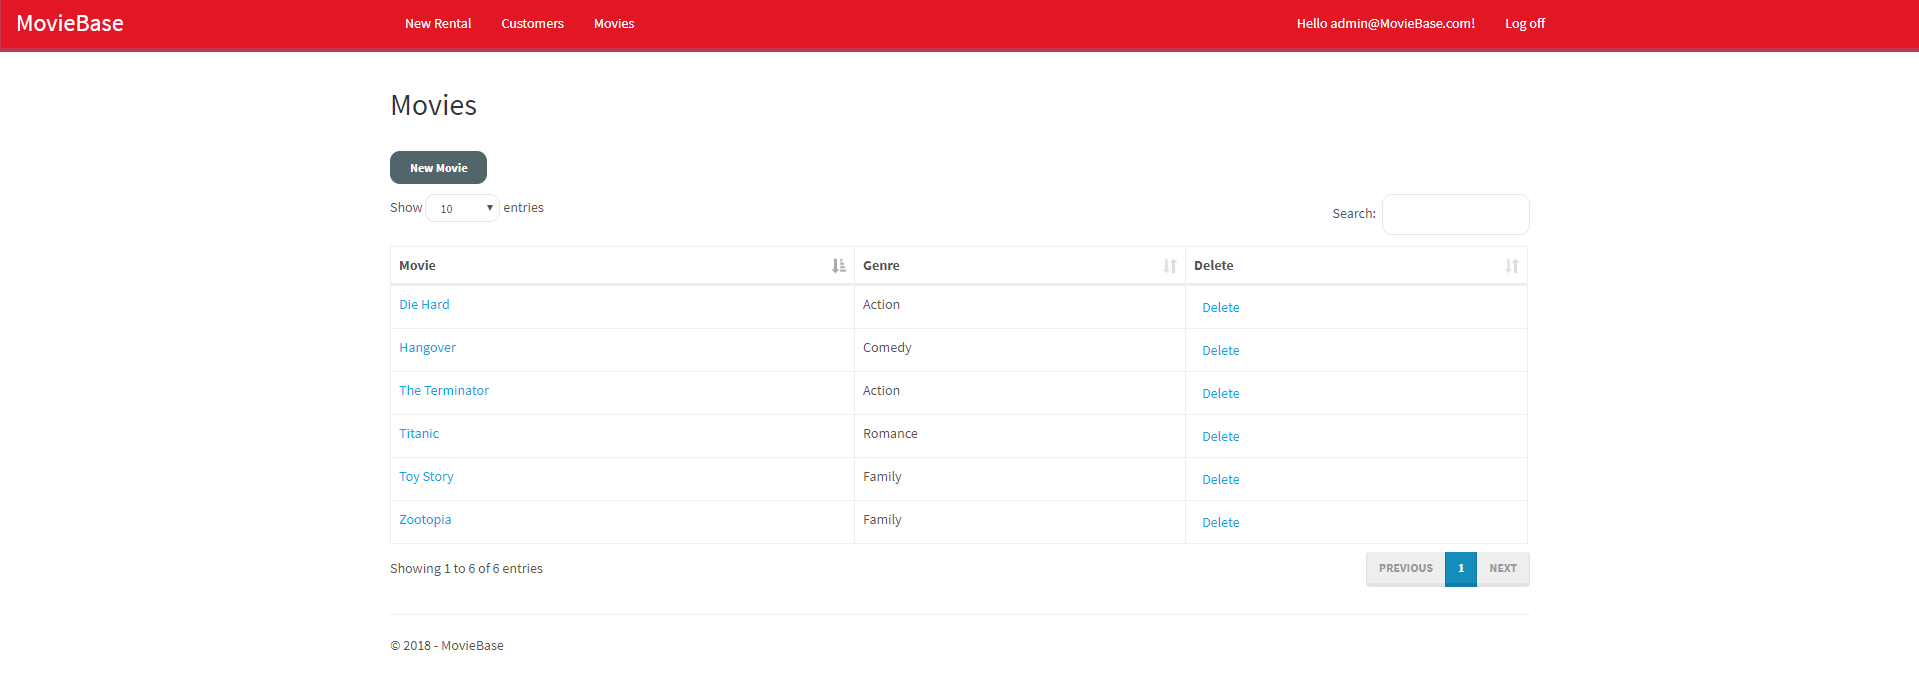 MovieBase New Rental Customers Movies Hello admin@MovieBase.com! Log off
Movies
New Movie
Show 10 entries Search:
Movie Genre Delete
Die Hard Action Delete
Hangover Comedy Delete
The Terminator Action Delete
Titanic Romance Delete
Toy Story Family Delete
Zootopia Family Delete
Showing 1 to 6 of 6 entries PREVIOUS 1 NEXT
© 2018 - MovieBase